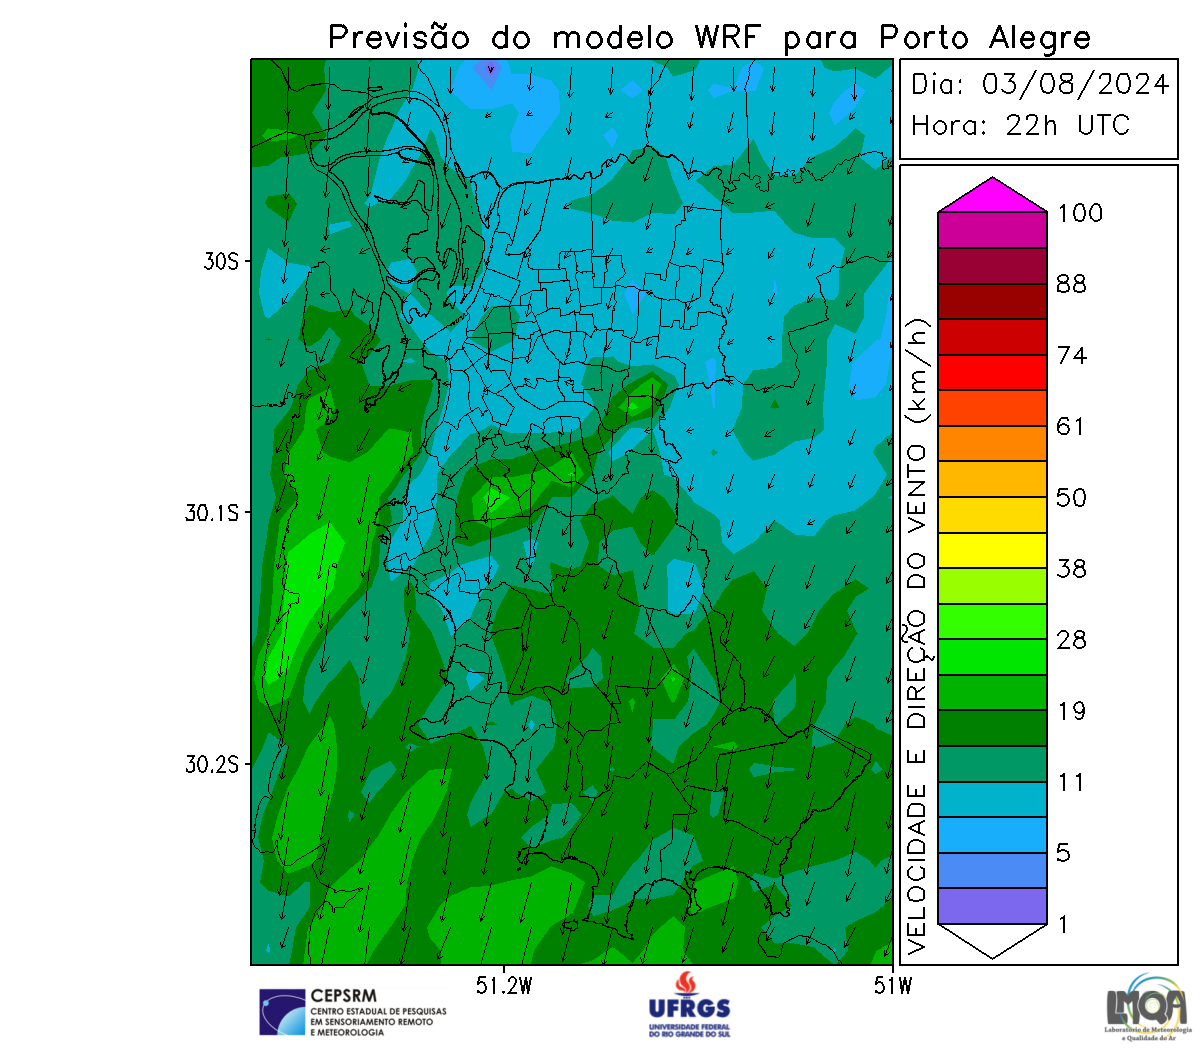 Previsão do modelo WRF para Porto Alegre
Dia: 03/08/2024
Hora: 22h UTC
30S
30.1S
30.2S
51.2W
51W
VELOCIDADE E DIREÇÃO DO VENTO (km/h)
100
88
74
61
50
38
28
19
11
5
1
CEPSRM
CENTRO ESTADUAL DE PESQUISAS
EM SENSORIAMENTO REMOTO
E METEOROLOGIA
UFRGS
UNIVERSIDADE FEDERAL
DO RIO GRANDE DO SUL
LMQA
Laboratório de Meteorologia
e Qualidade do Ar